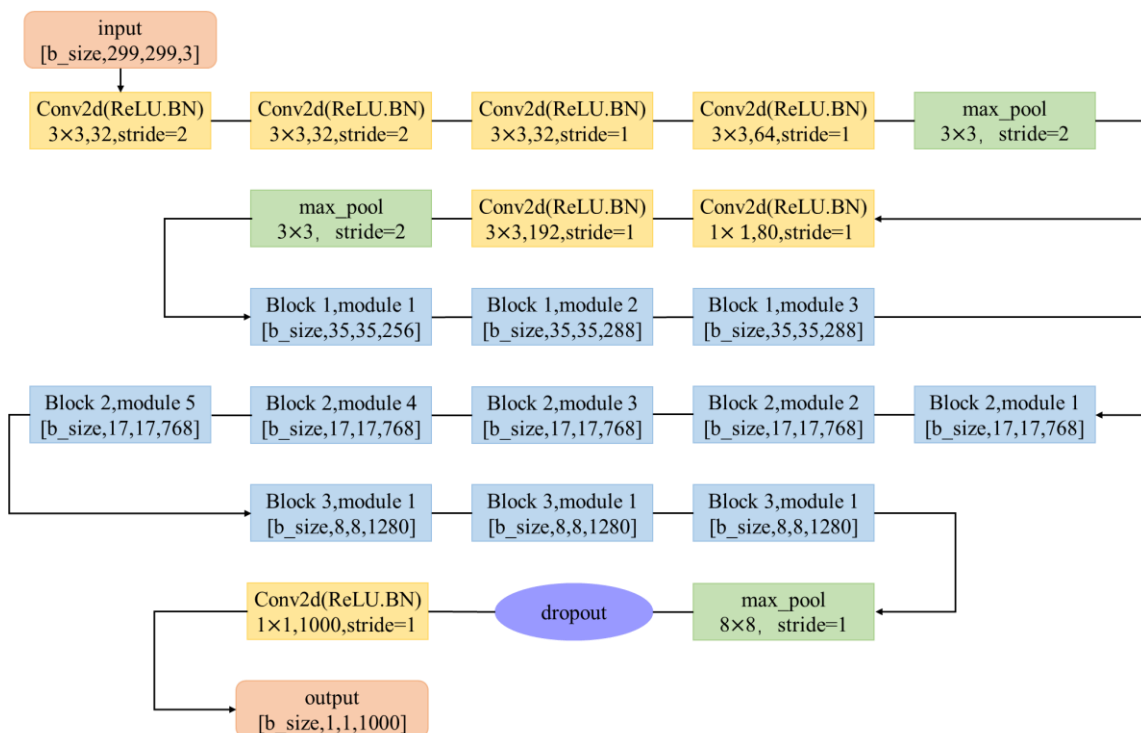 input
[b_size,299,299,3]
Conv2d(ReLU.BN)
3×3,32,stride=2
Conv2d(ReLU.BN)
3×3,32,stride=2
Conv2d(ReLU.BN)
3×3,32,stride=1
Conv2d(ReLU.BN)
3×3,64,stride=1
max_pool
3×3, stride=2
Conv2d(ReLU.BN)
1×1,80,stride=1
Conv2d(ReLU.BN)
3×3,192,stride=1
max_pool
3×3, stride=2
Block 1,module 1
[b_size,35,35,256]
Block 1,module 2
[b_size,35,35,288]
Block 1,module 3
[b_size,35,35,288]
Block 2,module 1
[b_size,17,17,768]
Block 2,module 2
[b_size,17,17,768]
Block 2,module 3
[b_size,17,17,768]
Block 2,module 4
[b_size,17,17,768]
Block 2,module 5
[b_size,17,17,768]
Block 3,module 1
[b_size,8,8,1280]
Block 3,module 1
[b_size,8,8,1280]
Block 3,module 1
[b_size,8,8,1280]
max_pool
8×8, stride=1
dropout
Conv2d(ReLU.BN)
1×1,1000,stride=1
output
[b_size,1,1,1000]